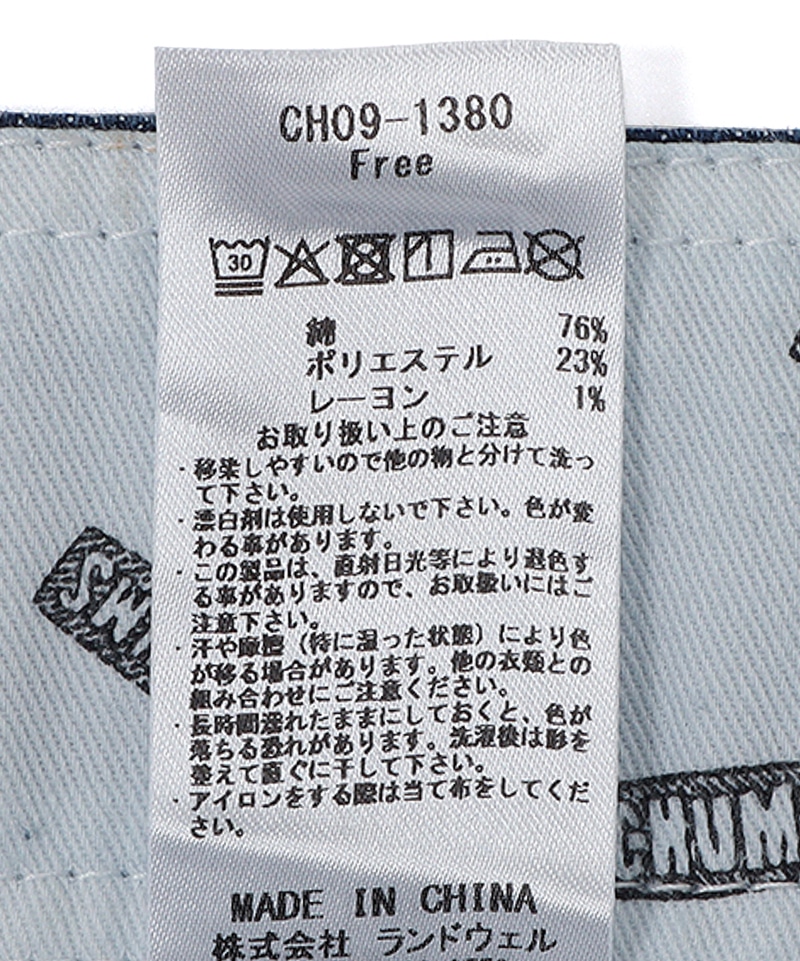 CH09-1380
Free
30
綿 76%
ポリエステル 23%
レーヨン 1%
お取り扱い上のご注意
・移染しやすいので他の物と分けて洗っ
て下さい。
・漂白剤は使用しないで下さい。色が変
わる事があります。
・この製品は、直射日光等により退色す
る事がありますので、お取扱いにはご
注意下さい。
・汗や摩擦（特に湿った状態）により色
が移る場合があります。他の衣類との
組み合わせにご注意ください。
・長時間濡れたままにしておくと、色が
落ちる恐れがあります。洗濯後は形を
整えて直ぐに干して下さい。
・アイロンをする際は当て布をしてくだ
さい。
MADE IN CHINA
株式会社 ランドウェル
CHUM